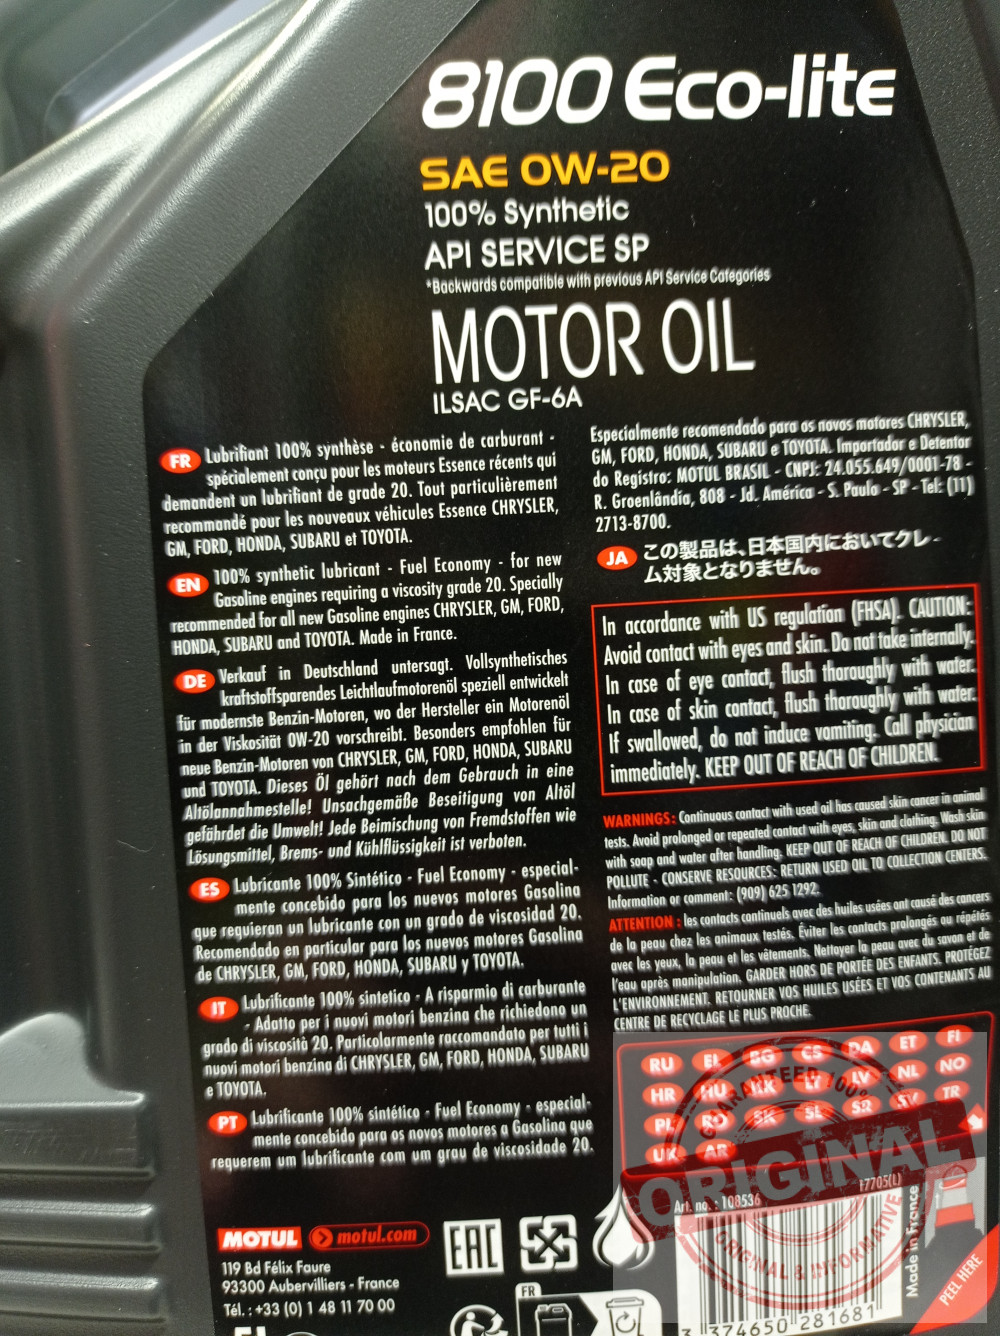 8100 Eco-lite
SAE 0W-20
100% Synthetic
API SERVICE SP
*Backwards compatible with previous API Service Categories
MOTOR OIL
ILSAC GF-6A
FR Lubrifiant 100% synthèse - économie de carburant -
spécialement conçu pour les moteurs Essence récents qui
demandent un lubrifiant de grade 20. Tout particulièrement
recommandé pour les nouveaux véhicules Essence CHRYSLER,
GM, FORD, HONDA, SUBARU et TOYOTA.
EN 100% synthetic lubricant - Fuel Economy - for new
Gasoline engines requiring a viscosity grade 20. Specially
recommended for all new Gasoline engines CHRYSLER, GM, FORD,
HONDA, SUBARU and TOYOTA. Made in France.
DE Verkauf in Deutschland untersagt. Vollsynthetisches
kraftstoffsparendes Leichtlaufmotorenöl speziell entwickelt
für modernste Benzin-Motoren, wo der Hersteller ein Motorenöl
in der Viskosität 0W-20 vorschreibt. Besonders empfohlen für
neue Benzin-Motoren von CHRYSLER, GM, FORD, HONDA, SUBARU
und TOYOTA. Dieses Öl gehört nach dem Gebrauch in eine
Altölannahmestelle! Unsachgemäße Beseitigung von Altöl
gefährdet die Umwelt! Jede Beimischung von Fremdstoffen wie
Lösungsmittel, Brems- und Kühlflüssigkeit ist verboten.
ES Lubricante 100% Sintético - Fuel Economy - especial-
mente concebido para los nuevos motores Gasolina
que requieran un lubricante con un grado de viscosidad 20.
Recomendado en particular para los nuevos motores Gasolina
de CHRYSLER, GM, FORD, HONDA, SUBARU y TOYOTA.
IT Lubrificante 100% sintetico - A risparmio di carburante
- Adatto per i nuovi motori benzina che richiedono un
grado di viscosità 20. Particolarmente raccomandato per tutti i
nuovi motori benzina di CHRYSLER, GM, FORD, HONDA, SUBARU
e TOYOTA.
PT Lubrificante 100% sintético - Fuel Economy - especial-
mente concebido para os novos motores a Gasolina que
requerem um lubrificante com um grau de viscosidade 20.
Especialmente recomendado para os novos motores CHRYSLER,
GM, FORD, HONDA, SUBARU e TOYOTA. Importador e Detentor
do Registro: MOTUL BRASIL - CNPJ: 24.055.649/0001-78 -
R. Groenlândia, 808 - Jd. América - S. Paulo - SP - Tel: (11)
2713-8700.
JA この製品は、日本国内においてクレー
ム対象となりません。
In accordance with US regulation (FHSA). CAUTION:
Avoid contact with eyes and skin. Do not take internally.
In case of eye contact, flush thoroughly with water.
In case of skin contact, flush thoroughly with water.
If swallowed, do not induce vomiting. Call physician
immediately. KEEP OUT OF REACH OF CHILDREN.
WARNINGS: Continuous contact with used oil has caused skin cancer in animal
tests. Avoid prolonged or repeated contact with eyes, skin and clothing. Wash skin
with soap and water after handling. KEEP OUT OF REACH OF CHILDREN. DO NOT
POLLUTE - CONSERVE RESOURCES: RETURN USED OIL TO COLLECTION CENTERS.
Information or comment: (909) 625 1292.
ATTENTION : les contacts continuels avec des huiles usées ont causé des cancers
de la peau chez les animaux testés. Éviter les contacts prolongés ou répétés
avec les yeux, la peau et les vêtements. Nettoyer la peau avec du savon et de
l'eau après manipulation. GARDER HORS DE PORTÉE DES ENFANTS. PROTÉGEZ
L'ENVIRONNEMENT. RETOURNER VOS HUILES USÉES ET VOS CONTENANTS AU
CENTRE DE RECYCLAGE LE PLUS PROCHE.
RU EL BG CS DA ET FI
HR HU KK LT LV NL NO
PL RO SK SL SR SV TR
UK AR
GUARANTEED 100%
ORIGINAL
ORIGINAL & INFORMATIVE
Art. no. : 108536
17705(L)
Made in France
PEEL HERE
3 374650 281681
MOTUL motul.com
119 Bd Félix Faure
93300 Aubervilliers - France
Tél. : +33 (0) 1 48 11 70 00
EAC
FR
5L